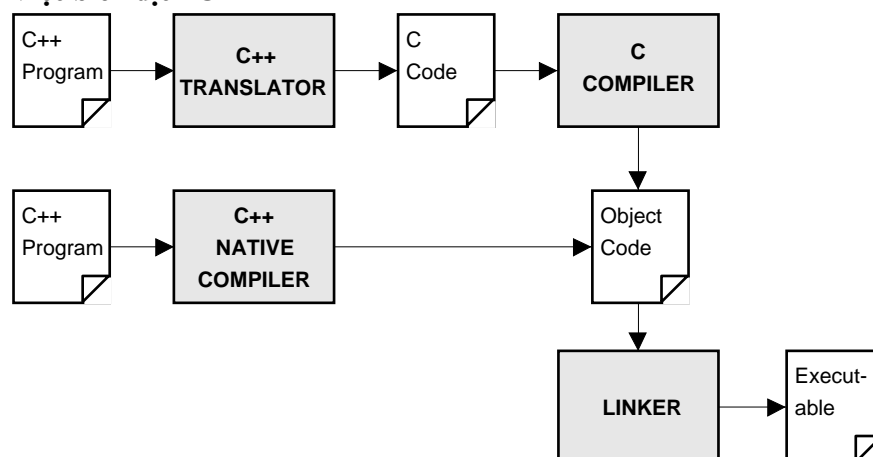 C++
Program
C++
TRANSLATOR
C
Code
C
COMPILER
C++
Program
C++
NATIVE
COMPILER
Object
Code
LINKER
Execut-
able